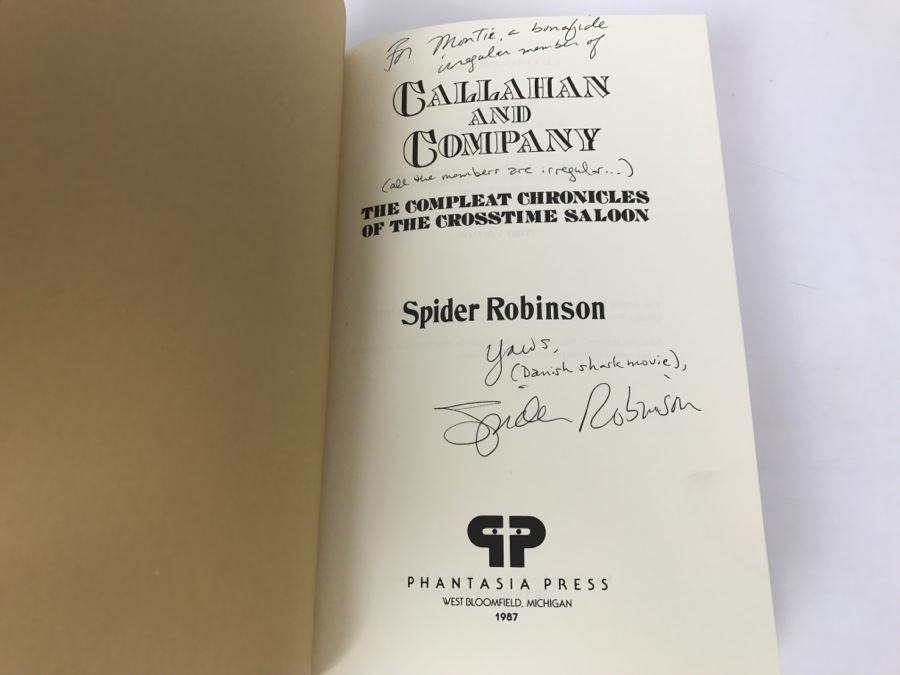 For Montie, a bonafide
irregular member of
CALLAHAN
AND
COMPANY
(all the members are irregular...)
THE COMPLEAT CHRONICLES
OF THE CROSSTIME SALOON
Spider Robinson
Yaws,
(Danish shark movie),
Spider Robinson
PP
PHANTASIA PRESS
WEST BLOOMFIELD, MICHIGAN
1987